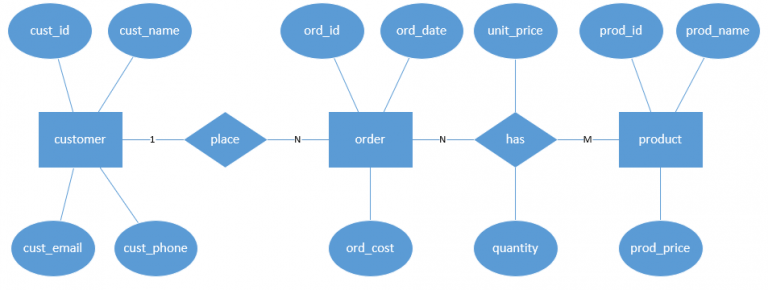 cust_id
cust_name
ord_id
ord_date
unit_price
prod_id
prod_name
customer
1
place
N
order
N
has
M
product
cust_email
cust_phone
ord_cost
quantity
prod_price